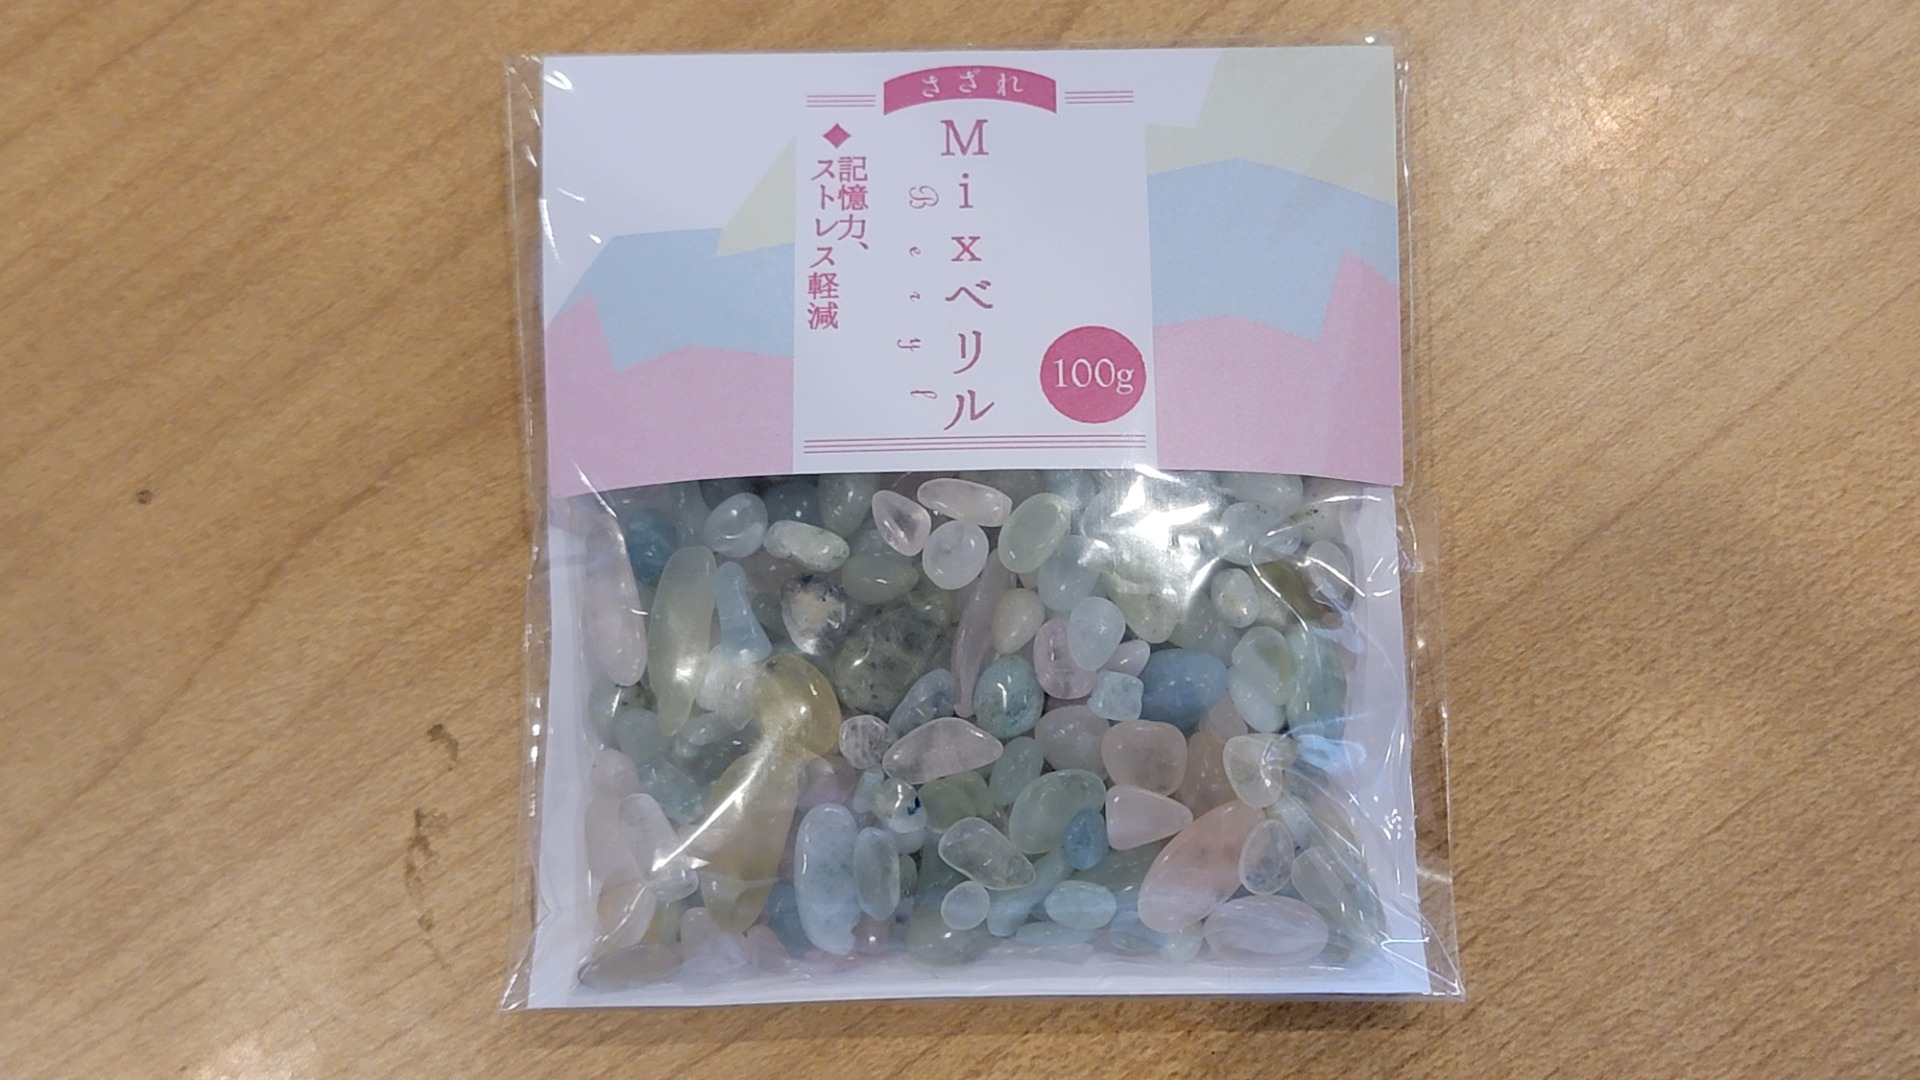 さざれ
Mixベリル
Beryl
◆記憶力、
ストレス軽減
100g